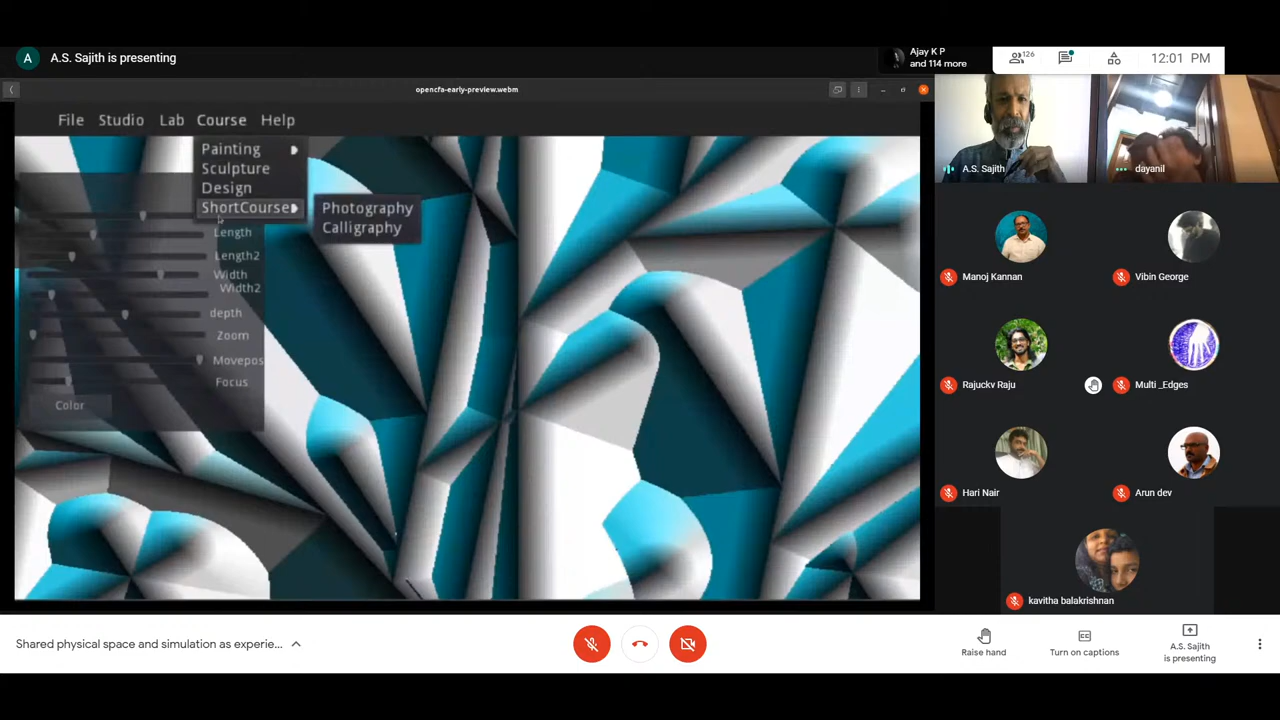 A
A.S. Sajith is presenting
Ajay K P
and 114 more
126
12:01 PM
opencfa-early-preview.webm
File Studio Lab Course Help
Painting
Sculpture
Design
ShortCourse
Photography
Calligraphy
Length
Length2
Width
Width2
depth
Zoom
Movepos
Focus
Color
A.S. Sajith
dayanil
Manoj Kannan
Vibin George
Rajuckv Raju
Multi _Edges
Hari Nair
Arun dev
kavitha balakrishnan
Shared physical space and simulation as experie...
Raise hand
Turn on captions
A.S. Sajith
is presenting